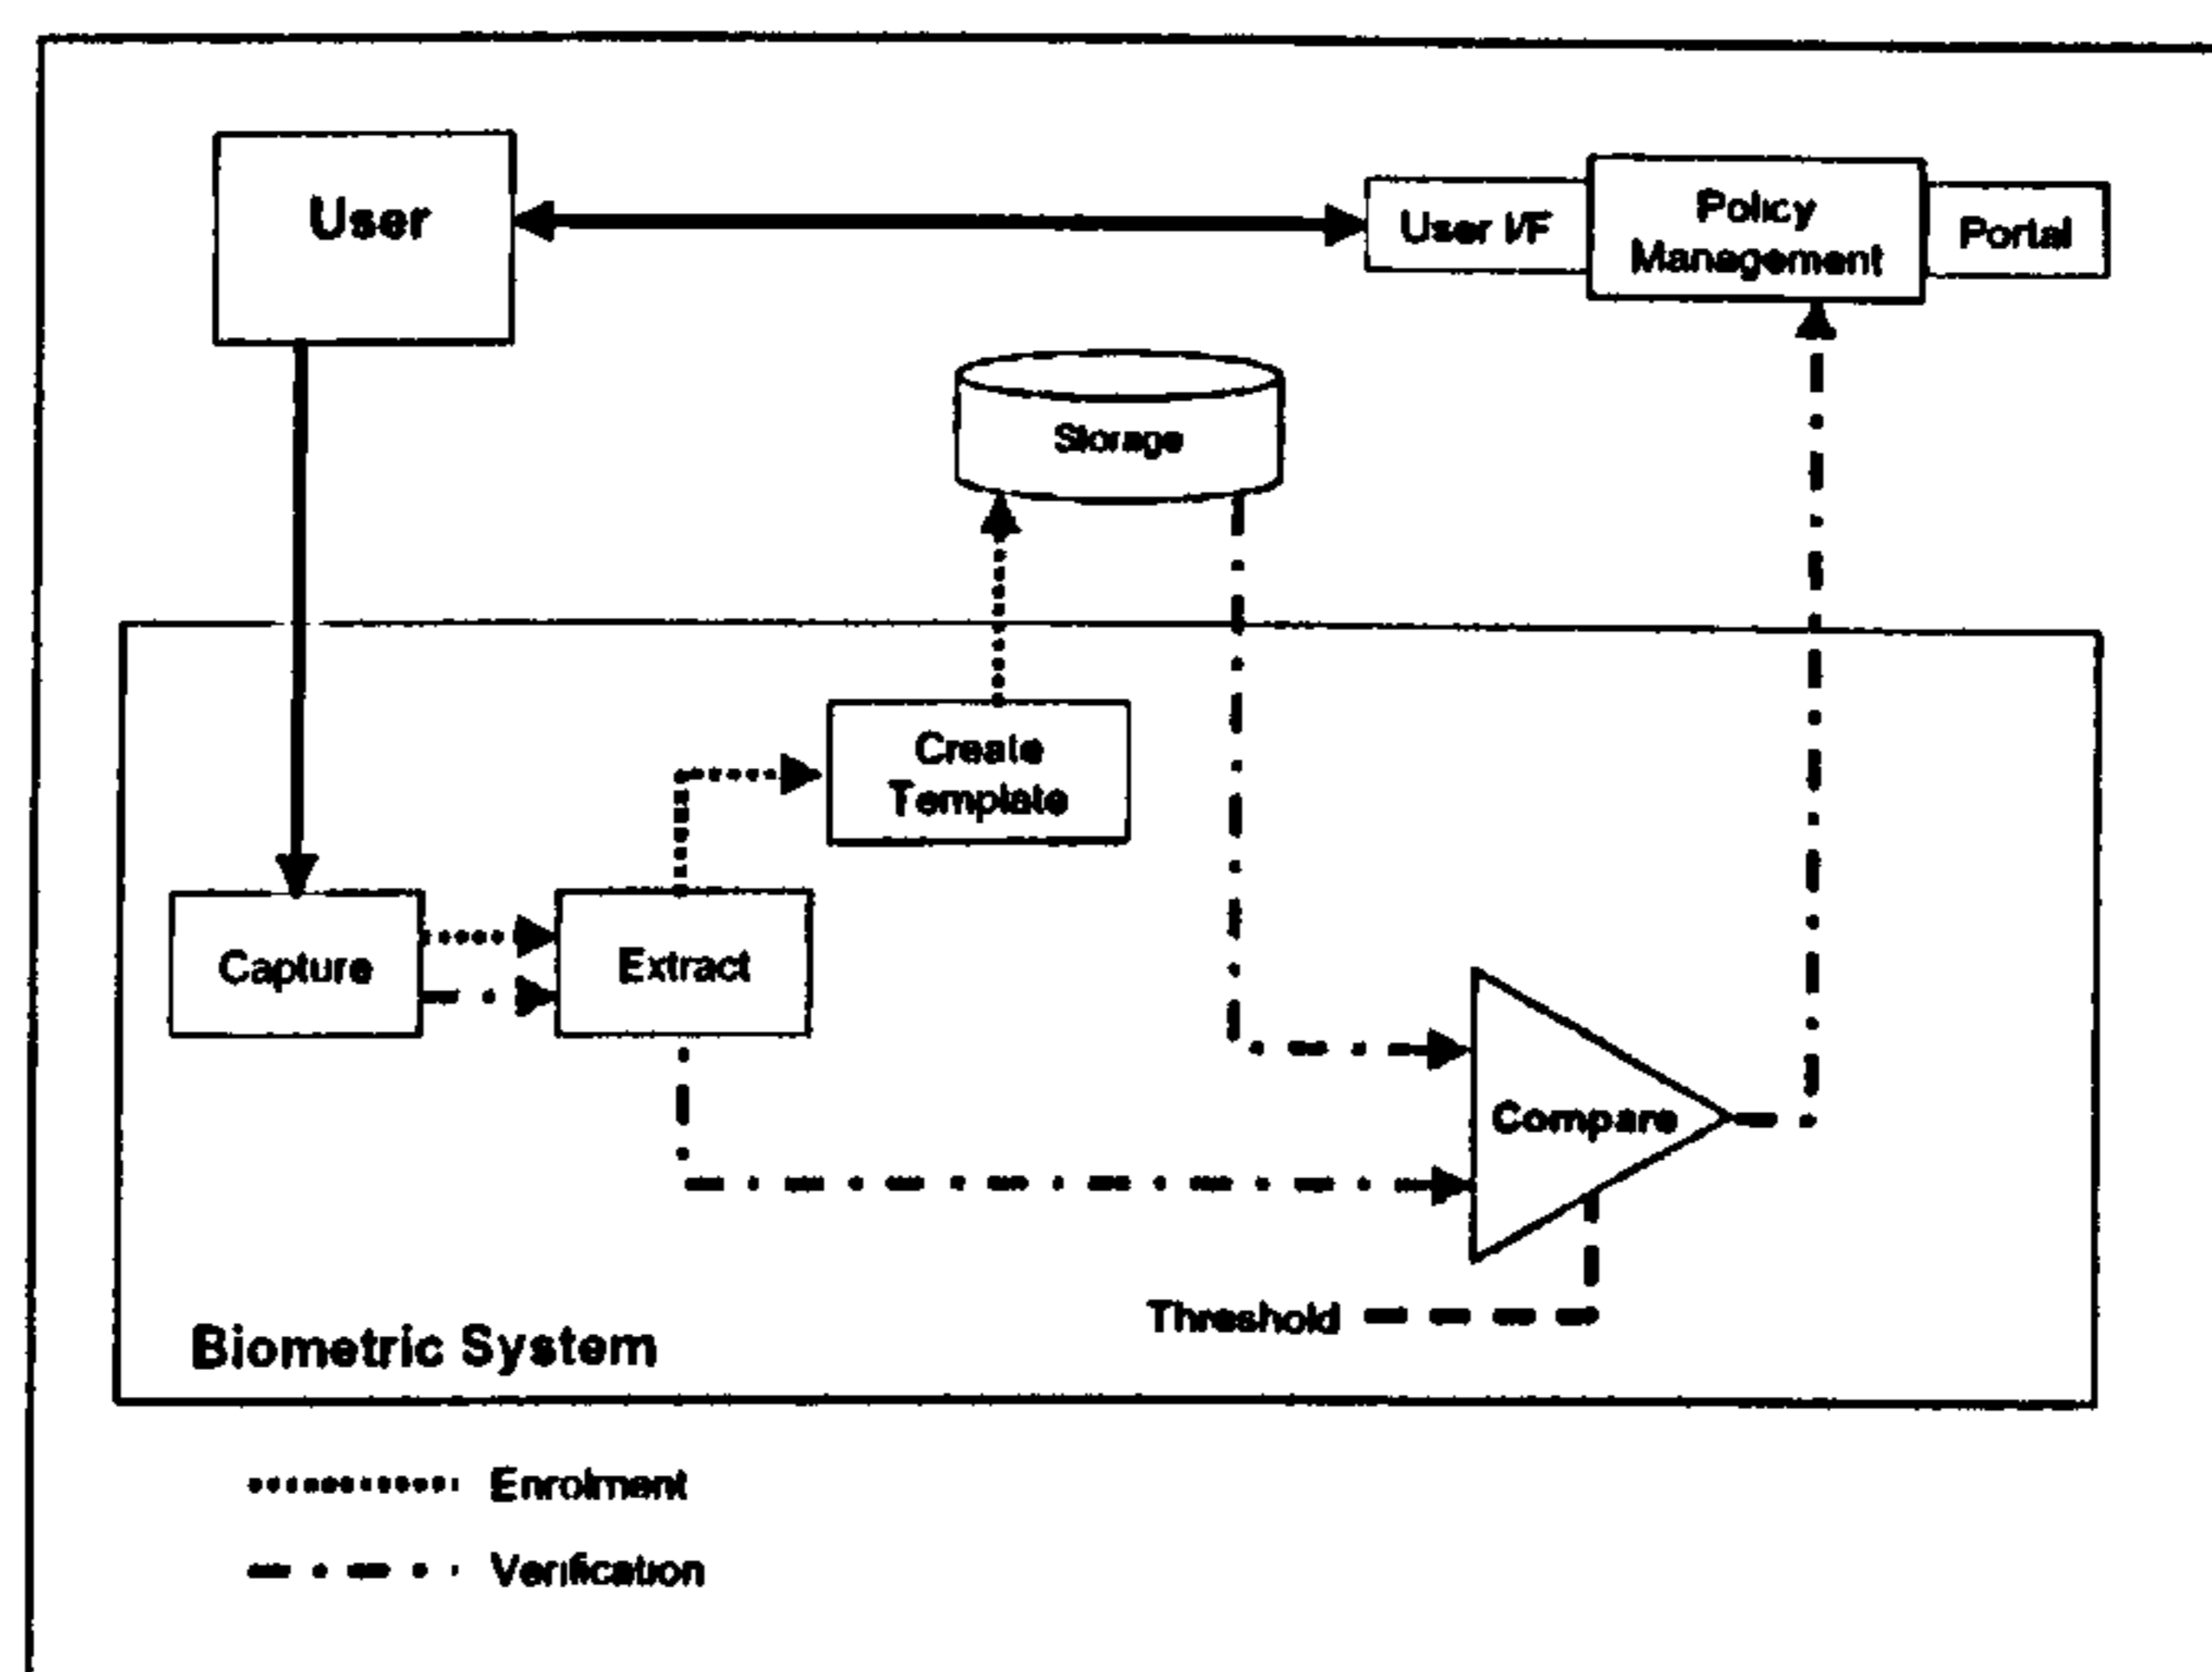 User
User I/F
Policy
Management
Portal
Storage
Create
Template
Capture
Extract
Compare
Threshold
Biometric System
Enrolment
Verification